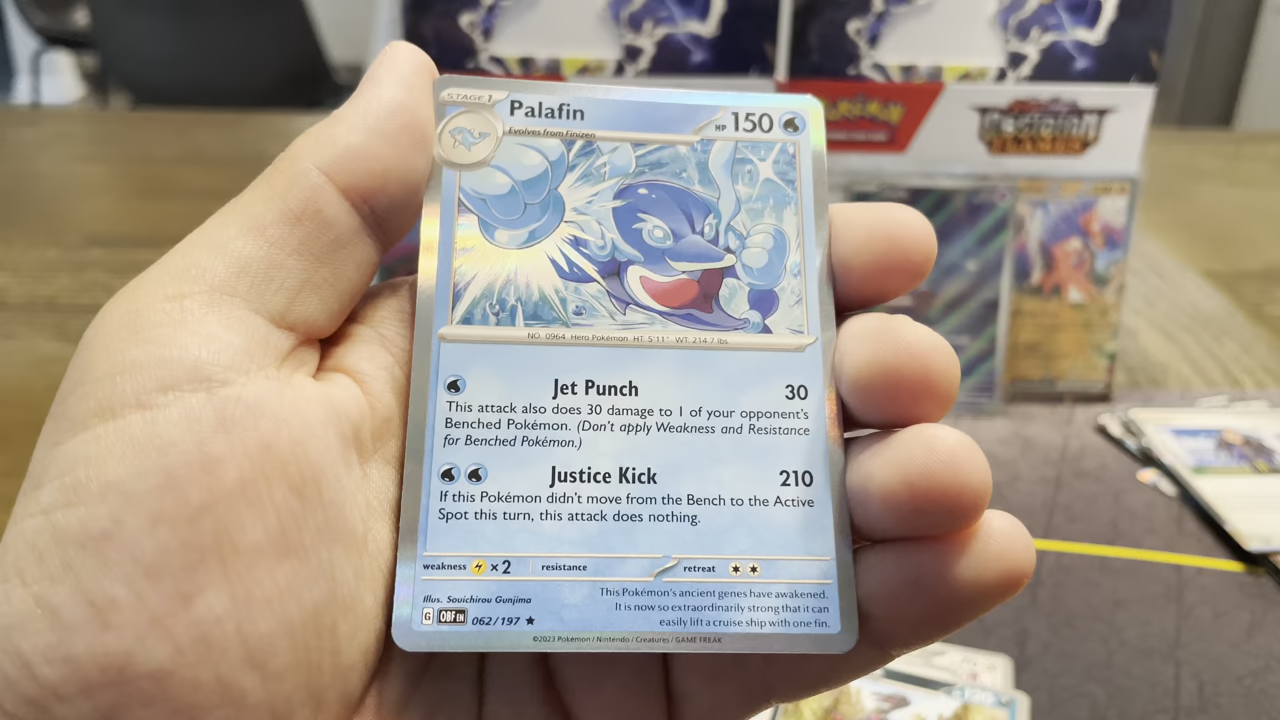 STAGE 1
Palafin
HP 150
Evolves from Finizen
NO. 0964 Hero Pokémon HT: 5'11" WT: 214.7 lbs.
Jet Punch 30
This attack also does 30 damage to 1 of your opponent's
Benched Pokémon. (Don't apply Weakness and Resistance
for Benched Pokémon.)
Justice Kick 210
If this Pokémon didn't move from the Bench to the Active
Spot this turn, this attack does nothing.
weakness ×2 resistance retreat
Illus. Souichirou Gunjima
This Pokémon's ancient genes have awakened.
It is now so extraordinarily strong that it can
easily lift a cruise ship with one fin.
G OBF EN 062/197
©2023 Pokémon / Nintendo / Creatures / GAME FREAK
POKÉMON
OBSIDIAN
FLAMES